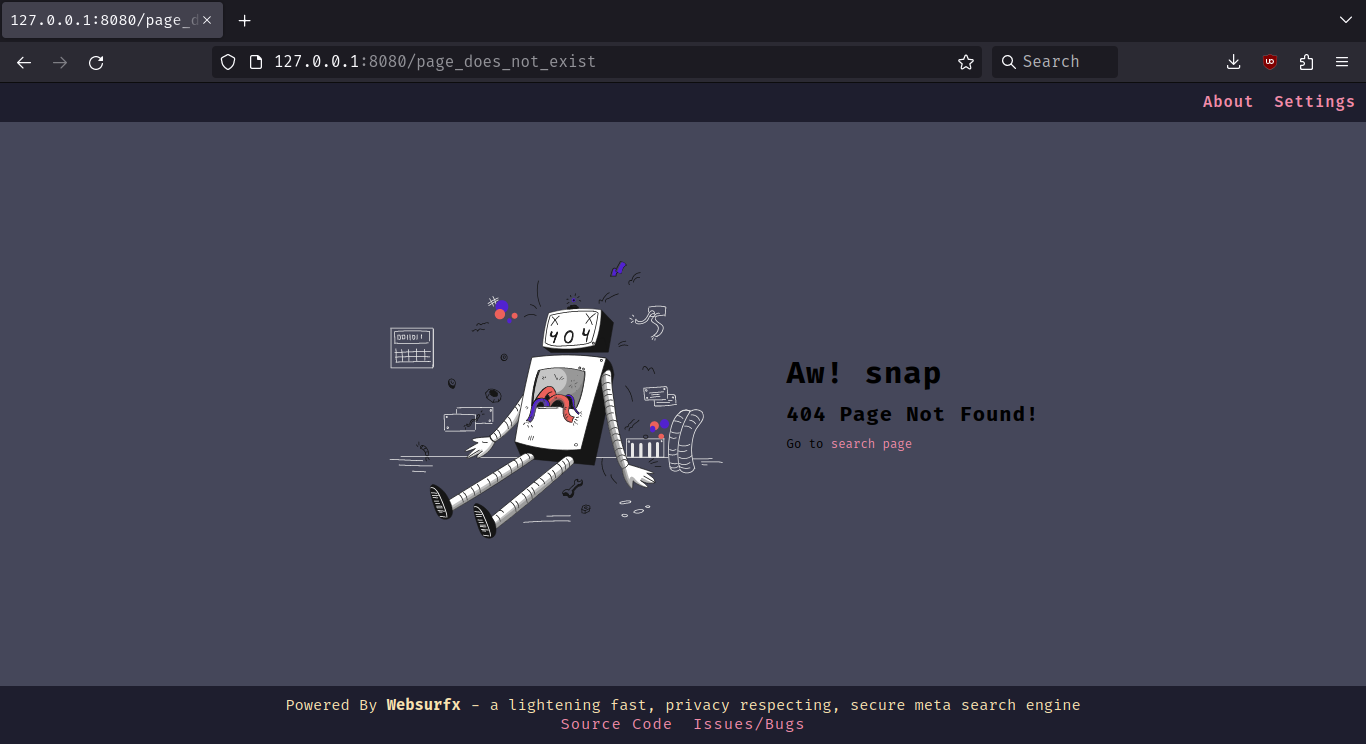 127.0.0.1:8080/page_d
127.0.0.1:8080/page_does_not_exist
Search
About Settings
404
Aw! snap
404 Page Not Found!
Go to search page
Powered By Websurfx - a lightening fast, privacy respecting, secure meta search engine
Source Code Issues/Bugs